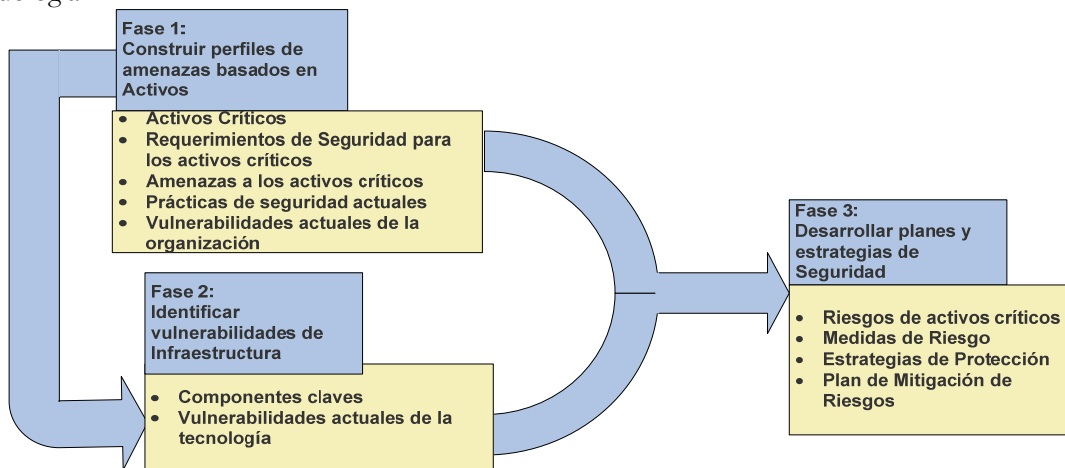 Fase 1:
Construir perfiles de
amenazas basados en
Activos
• Activos Críticos
• Requerimientos de Seguridad para
los activos críticos
• Amenazas a los activos críticos
• Prácticas de seguridad actuales
• Vulnerabilidades actuales de la
organización
Fase 2:
Identificar
vulnerabilidades de
Infraestructura
• Componentes claves
• Vulnerabilidades actuales de la
tecnología
Fase 3:
Desarrollar planes y
estrategias de
Seguridad
• Riesgos de activos críticos
• Medidas de Riesgo
• Estrategias de Protección
• Plan de Mitigación de
Riesgos